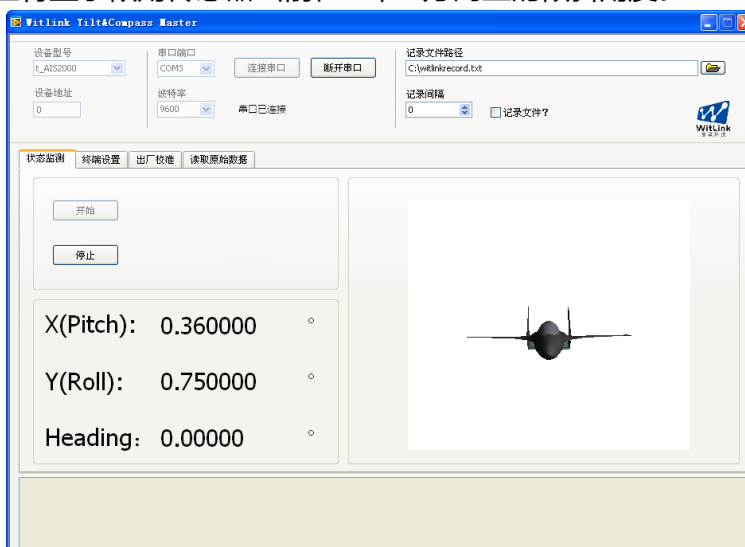 Witlink Tilt&Compass Master
设备型号
串口端口
记录文件路径
t_AIS2000
COM3
连接串口
断开串口
C:\witlinkrecord.txt
设备地址
波特率
记录间隔
0
9600
串口已连接
0
记录文件?
WitLink
状态监测
终端设置
出厂校准
读取原始数据
开始
停止
X(Pitch): 0.360000 °
Y(Roll): 0.750000 °
Heading: 0.00000 °